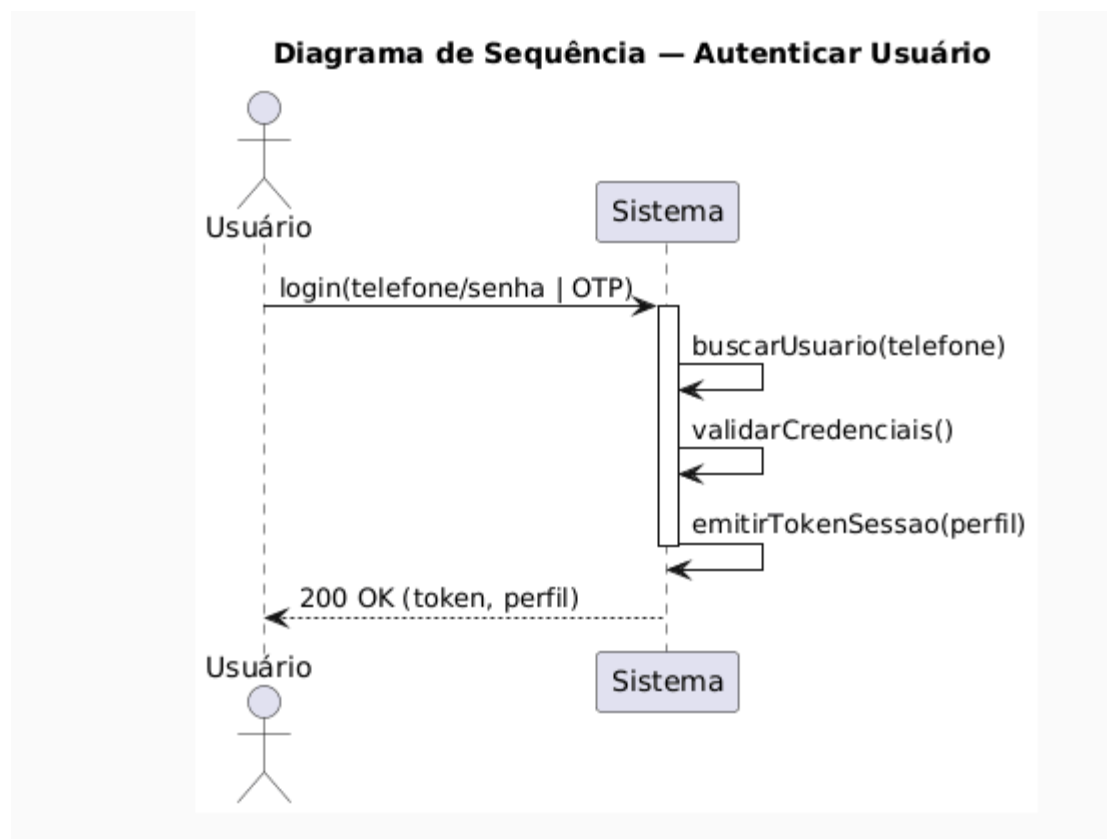 Diagrama de Sequência — Autenticar Usuário
Usuário
Sistema
login(telefone/senha | OTP)
buscarUsuario(telefone)
validarCredenciais()
emitirTokenSessao(perfil)
200 OK (token, perfil)
Usuário
Sistema